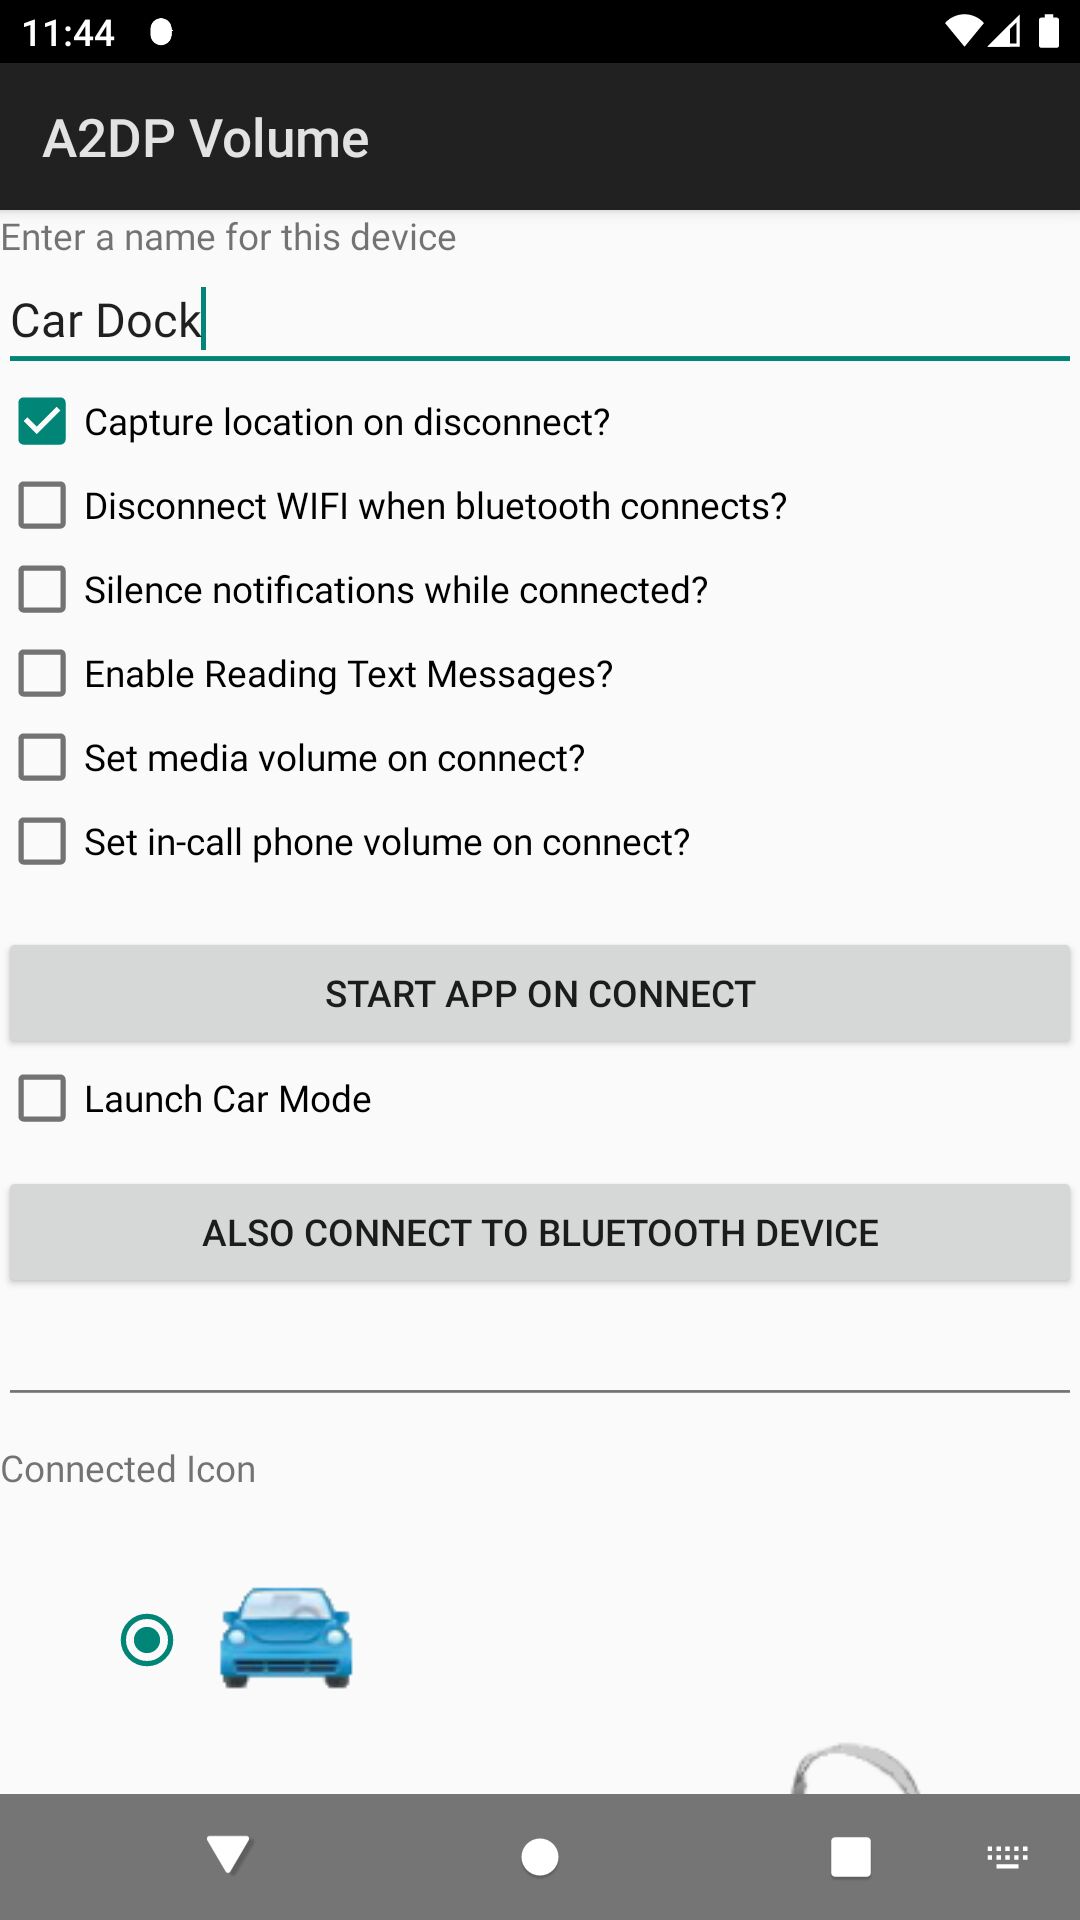 11:44
A2DP Volume
Enter a name for this device
Car Dock
Capture location on disconnect?
Disconnect WIFI when bluetooth connects?
Silence notifications while connected?
Enable Reading Text Messages?
Set media volume on connect?
Set in-call phone volume on connect?
START APP ON CONNECT
Launch Car Mode
ALSO CONNECT TO BLUETOOTH DEVICE
Connected Icon